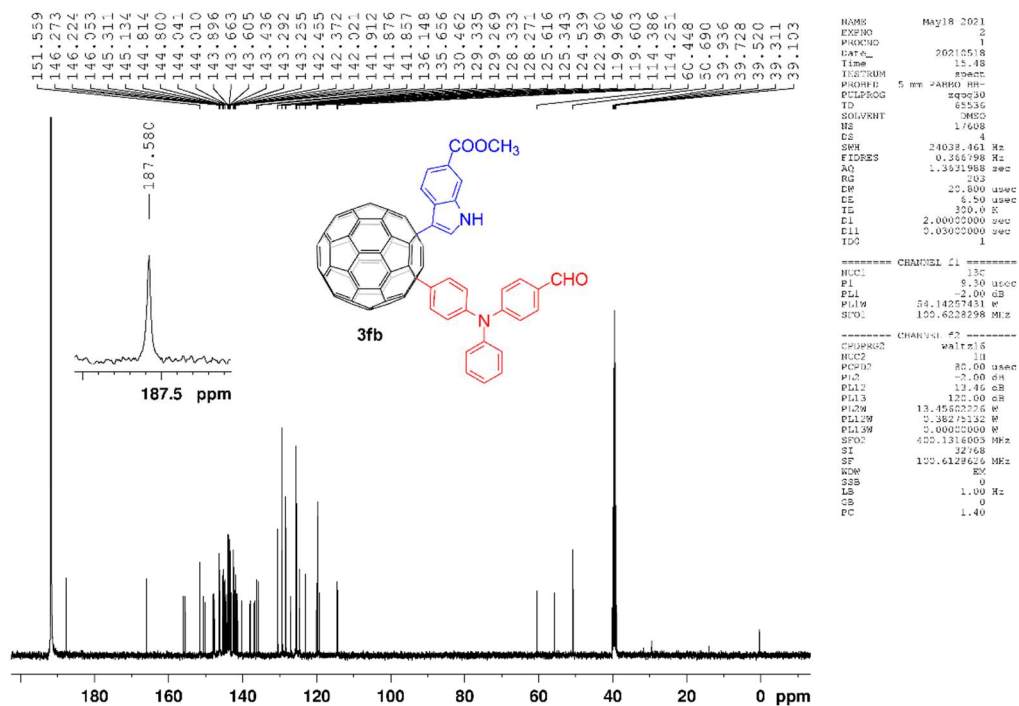 151.559
146.273
146.224
146.053
145.311
145.134
144.814
144.800
144.041
144.010
143.896
143.663
143.605
143.436
143.292
143.255
142.455
142.372
142.021
141.912
141.876
141.857
136.148
135.656
130.462
129.335
129.269
128.333
128.271
125.616
125.343
124.539
122.960
119.966
119.603
114.386
114.251
60.448
50.690
39.936
39.728
39.520
39.311
39.103
187.580
187.5 ppm
COOCH3
NH
CHO
N
3fb
180 160 140 120 100 80 60 40 20 0 ppm
NAME May18-2021
EXPNO 2
PROCNO 1
Date_ 20210518
Time 15.48
INSTRUM spect
PROBHD 5 mm PABBO BB-
PULPROG zgpg30
TD 65536
SOLVENT DMSO
NS 17608
DS 4
SWH 24038.461 Hz
FIDRES 0.366798 Hz
AQ 1.3631988 sec
RG 203
DW 20.800 usec
DE 6.50 usec
TE 300.0 K
D1 2.00000000 sec
D11 0.03000000 sec
TD0 1
======== CHANNEL f1 ========
NUC1 13C
P1 9.30 usec
PL1 -2.00 dB
PL1W 54.14257431 W
SFO1 100.6228298 MHz
======== CHANNEL f2 ========
CPDPRG2 waltz16
NUC2 1H
PCPD2 80.00 usec
PL2 -2.00 dB
PL12 13.46 dB
PL13 120.00 dB
PL2W 13.45602226 W
PL12W 0.38275132 W
PL13W 0.00000000 W
SFO2 400.1316005 MHz
SI 32768
SF 100.6128626 MHz
WDW EM
SSB 0
LB 1.00 Hz
GB 0
PC 1.40